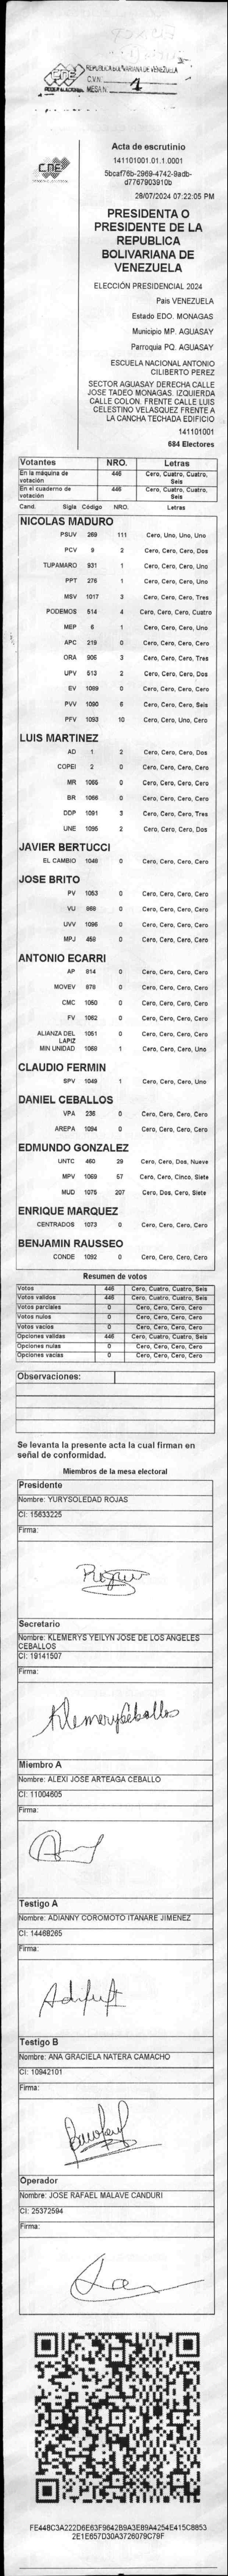 CNE
PODER ELECTORAL
REPUBLICA BOLIVARIANA DE VENEZUELA
C.V.N
MESA N. 1
CNE
Acta de escrutinio
141101001.01.1.0001
5bcaf76b-2969-4742-9adb-
d7767903910b
28/07/2024 07:22:05 PM
PRESIDENTA O
PRESIDENTE DE LA
REPUBLICA
BOLIVARIANA DE
VENEZUELA
ELECCIÓN PRESIDENCIAL 2024
Pais VENEZUELA
Estado EDO. MONAGAS
Municipio MP. AGUASAY
Parroquia PQ. AGUASAY
ESCUELA NACIONAL ANTONIO
CILIBERTO PEREZ
SECTOR AGUASAY DERECHA CALLE
JOSE TADEO MONAGAS. IZQUIERDA
CALLE COLON. FRENTE CALLE LUIS
CELESTINO VELASQUEZ FRENTE A
LA CANCHA TECHADA EDIFICIO
141101001
684 Electores
Votantes NRO. Letras
En la máquina de votación 446 Cero, Cuatro, Cuatro, Seis
En el cuaderno de votación 446 Cero, Cuatro, Cuatro, Seis
Cand. Sigla Código NRO. Letras
NICOLAS MADURO
PSUV 269 111 Cero, Uno, Uno, Uno
PCV 9 2 Cero, Cero, Cero, Dos
TUPAMARO 931 1 Cero, Cero, Cero, Uno
PPT 276 1 Cero, Cero, Cero, Uno
MSV 1017 3 Cero, Cero, Cero, Tres
PODEMOS 514 4 Cero, Cero, Cero, Cuatro
MEP 6 1 Cero, Cero, Cero, Uno
APC 219 0 Cero, Cero, Cero, Cero
ORA 906 3 Cero, Cero, Cero, Tres
UPV 513 2 Cero, Cero, Cero, Dos
EV 1089 0 Cero, Cero, Cero, Cero
PVV 1090 6 Cero, Cero, Cero, Seis
PFV 1093 10 Cero, Cero, Uno, Cero
LUIS MARTINEZ
AD 1 2 Cero, Cero, Cero, Dos
COPEI 2 0 Cero, Cero, Cero, Cero
MR 1065 0 Cero, Cero, Cero, Cero
BR 1066 0 Cero, Cero, Cero, Cero
DDP 1091 3 Cero, Cero, Cero, Tres
UNE 1095 2 Cero, Cero, Cero, Dos
JAVIER BERTUCCI
EL CAMBIO 1048 0 Cero, Cero, Cero, Cero
JOSE BRITO
PV 1053 0 Cero, Cero, Cero, Cero
VU 868 0 Cero, Cero, Cero, Cero
UVV 1096 0 Cero, Cero, Cero, Cero
MPJ 458 0 Cero, Cero, Cero, Cero
ANTONIO ECARRI
AP 814 0 Cero, Cero, Cero, Cero
MOVEV 878 0 Cero, Cero, Cero, Cero
CMC 1050 0 Cero, Cero, Cero, Cero
FV 1062 0 Cero, Cero, Cero, Cero
ALIANZA DEL LAPIZ 1051 0 Cero, Cero, Cero, Cero
MIN UNIDAD 1068 1 Cero, Cero, Cero, Uno
CLAUDIO FERMIN
SPV 1049 1 Cero, Cero, Cero, Uno
DANIEL CEBALLOS
VPA 236 0 Cero, Cero, Cero, Cero
AREPA 1094 0 Cero, Cero, Cero, Cero
EDMUNDO GONZALEZ
UNTC 460 29 Cero, Cero, Dos, Nueve
MPV 1069 57 Cero, Cero, Cinco, Siete
MUD 1075 207 Cero, Dos, Cero, Siete
ENRIQUE MARQUEZ
CENTRADOS 1073 0 Cero, Cero, Cero, Cero
BENJAMIN RAUSSEO
CONDE 1092 0 Cero, Cero, Cero, Cero
Resumen de votos
Votos 446 Cero, Cuatro, Cuatro, Seis
Votos validos 446 Cero, Cuatro, Cuatro, Seis
Votos parciales 0 Cero, Cero, Cero, Cero
Votos nulos 0 Cero, Cero, Cero, Cero
Votos vacios 0 Cero, Cero, Cero, Cero
Opciones validas 446 Cero, Cuatro, Cuatro, Seis
Opciones nulas 0 Cero, Cero, Cero, Cero
Opciones vacias 0 Cero, Cero, Cero, Cero
Observaciones:
Se levanta la presente acta la cual firman en
señal de conformidad.
Miembros de la mesa electoral
Presidente
Nombre: YURYSOLEDAD ROJAS
CI: 15633225
Firma:
Secretario
Nombre: KLEMERYS YEILYN JOSE DE LOS ANGELES
CEBALLOS
CI: 19141507
Firma:
Klemerysceballos
Miembro A
Nombre: ALEXI JOSE ARTEAGA CEBALLO
CI: 11004605
Firma:
Testigo A
Nombre: ADIANNY COROMOTO ITANARE JIMENEZ
CI: 14468265
Firma:
Testigo B
Nombre: ANA GRACIELA NATERA CAMACHO
CI: 10942101
Firma:
Operador
Nombre: JOSE RAFAEL MALAVE CANDURI
CI: 25372594
Firma:
FE448C3A222D6E63F9642B9A3E89A4254E415C8853
2E1E657D30A3726079C79F